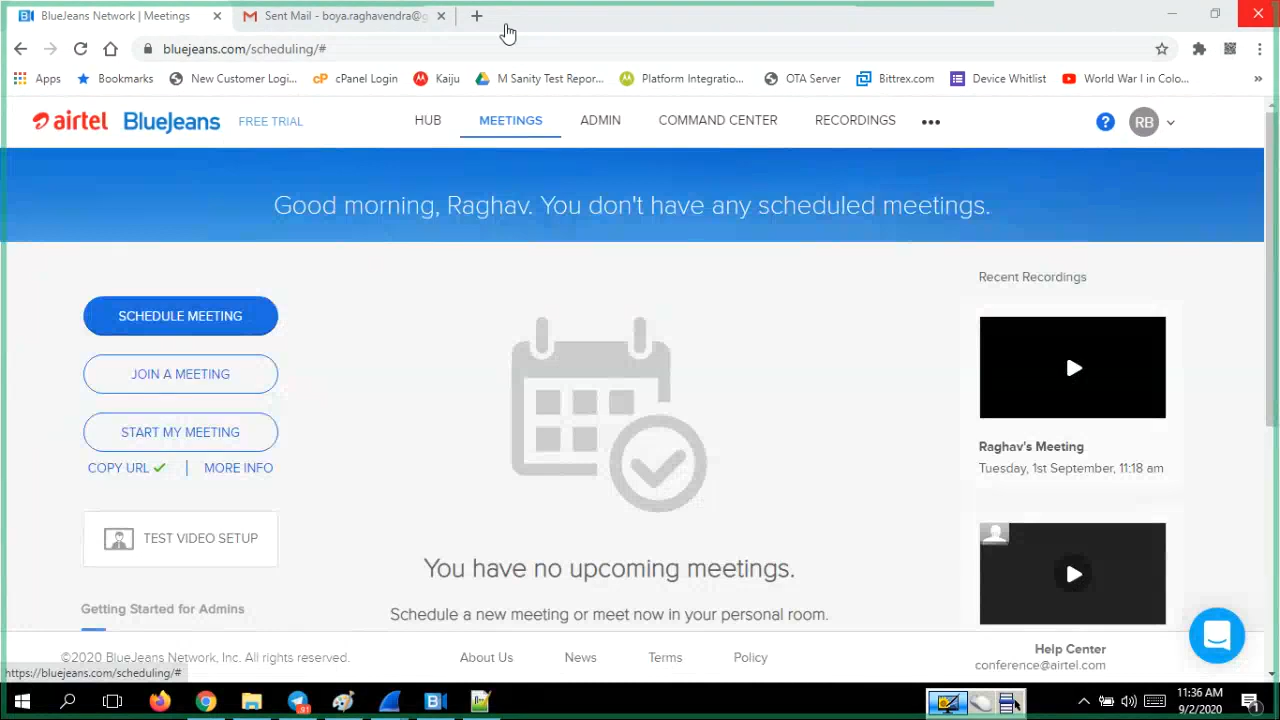 BlueJeans Network | Meetings
Sent Mail - boya.raghavendra@g
bluejeans.com/scheduling/#
Apps Bookmarks New Customer Logi... cPanel Login Kaiju M Sanity Test Repor... Platform Integratio... OTA Server Bittrex.com Device Whitlist World War I in Colo... »
airtel BlueJeans FREE TRIAL HUB MEETINGS ADMIN COMMAND CENTER RECORDINGS ••• ? RB
Good morning, Raghav. You don't have any scheduled meetings.
SCHEDULE MEETING
JOIN A MEETING
START MY MEETING
COPY URL | MORE INFO
TEST VIDEO SETUP
Getting Started for Admins
You have no upcoming meetings.
Schedule a new meeting or meet now in your personal room.
Recent Recordings
Raghav's Meeting
Tuesday, 1st September, 11:18 am
©2020 BlueJeans Network, Inc. All rights reserved. About Us News Terms Policy
Help Center
conference@airtel.com
https://bluejeans.com/scheduling/#
11:36 AM
9/2/2020